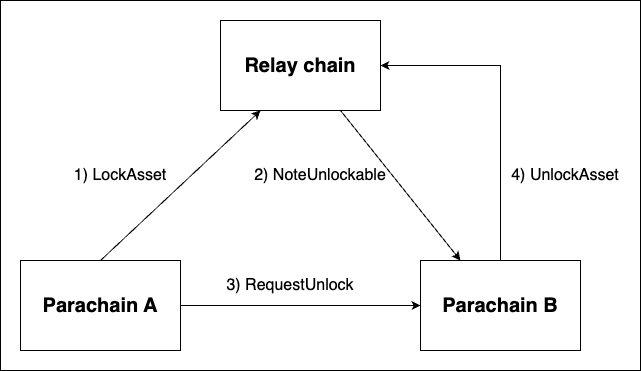 Relay chain
1) LockAsset
2) NoteUnlockable
4) UnlockAsset
3) RequestUnlock
Parachain A
Parachain B